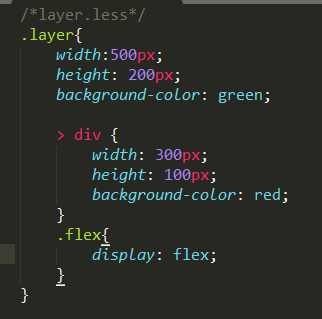 /*layer.less*/
.layer{
    width:500px;
    height: 200px;
    background-color: green;

    > div {
        width: 300px;
        height: 100px;
        background-color: red;
    }
    .flex{
        display: flex;
    }
}